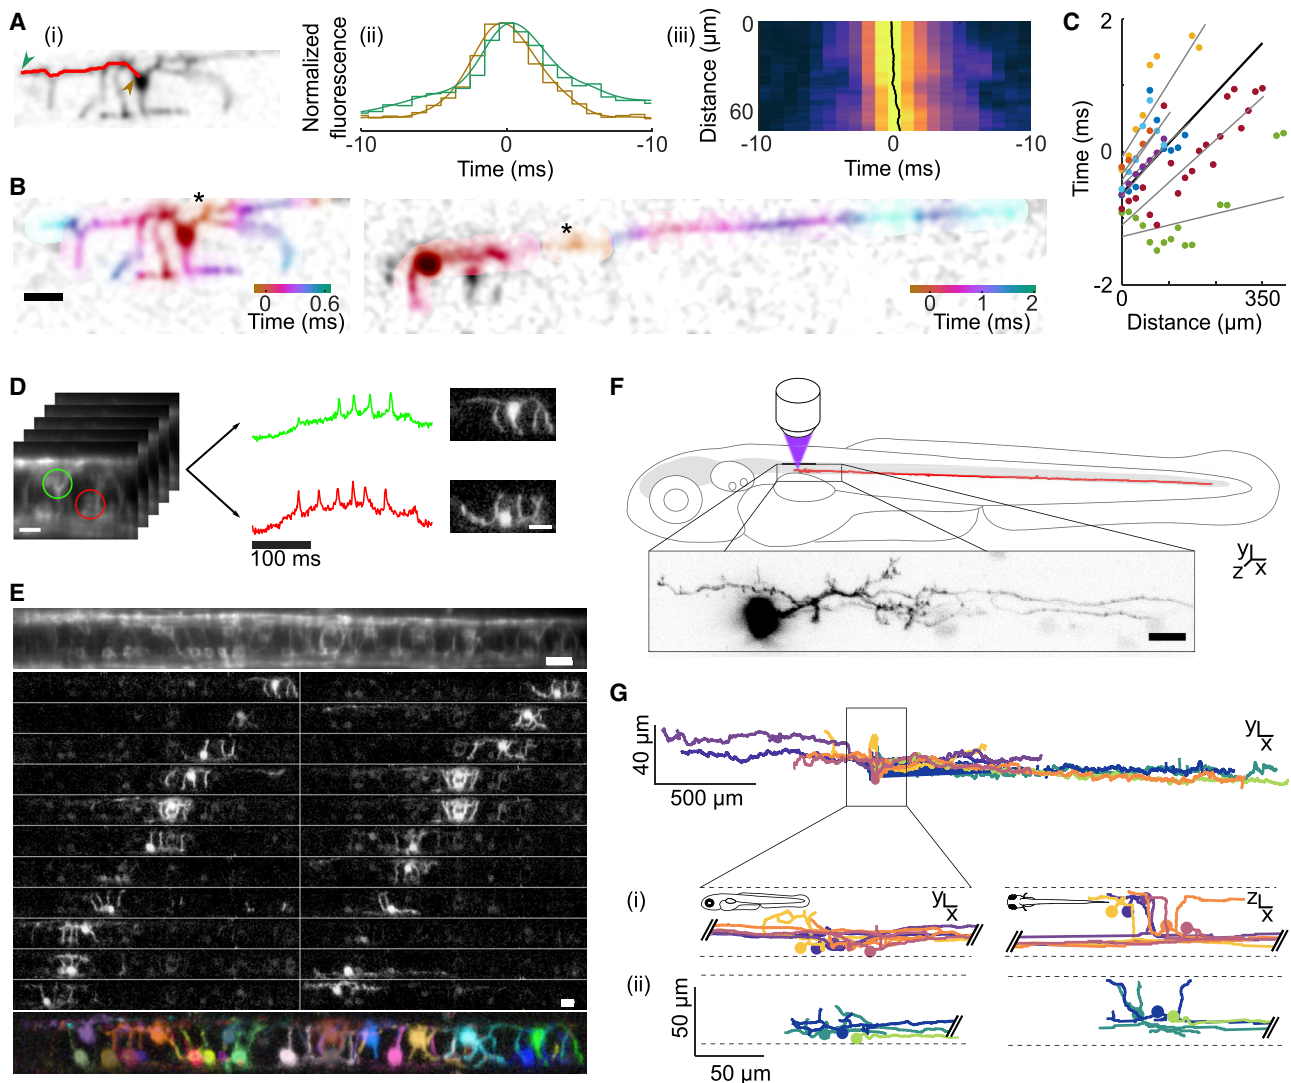 A
(i)
(ii)
Normalized
fluorescence
-10
0
-10
Time (ms)
(iii)
Distance (µm)
0
60
-10
0
-10
Time (ms)
C
2
0
-2
Time (ms)
0
350
Distance (µm)
B
*
0
0.6
Time (ms)
*
0
1
2
Time (ms)
D
100 ms
E
F
y
z
x
G
40 µm
500 µm
y
x
(i)
y
x
z
x
(ii)
50 µm
50 µm